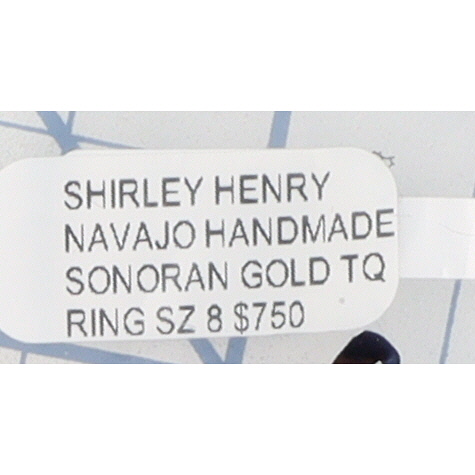 SHIRLEY HENRY
NAVAJO HANDMADE
SONORAN GOLD TQ
RING SZ 8 $750